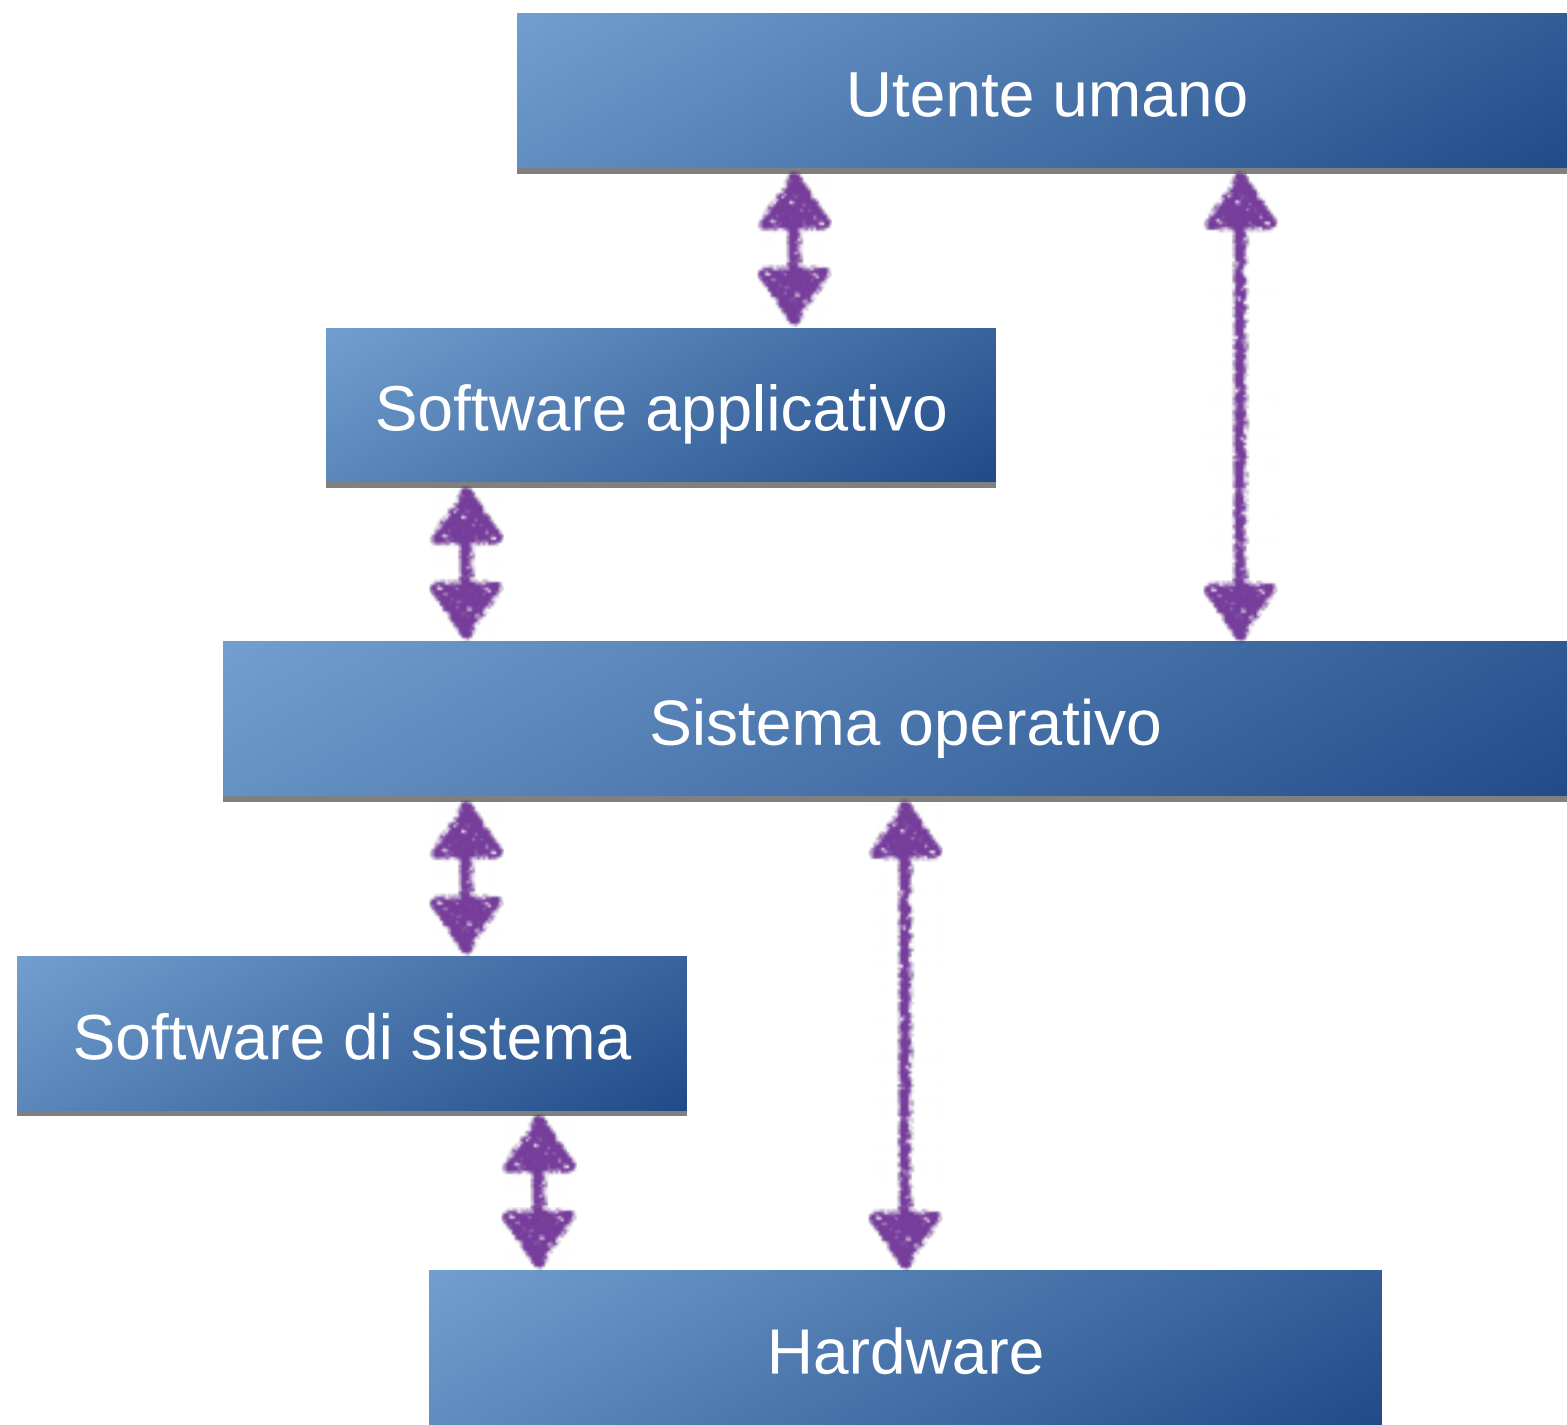 Utente umano
Software applicativo
Sistema operativo
Software di sistema
Hardware